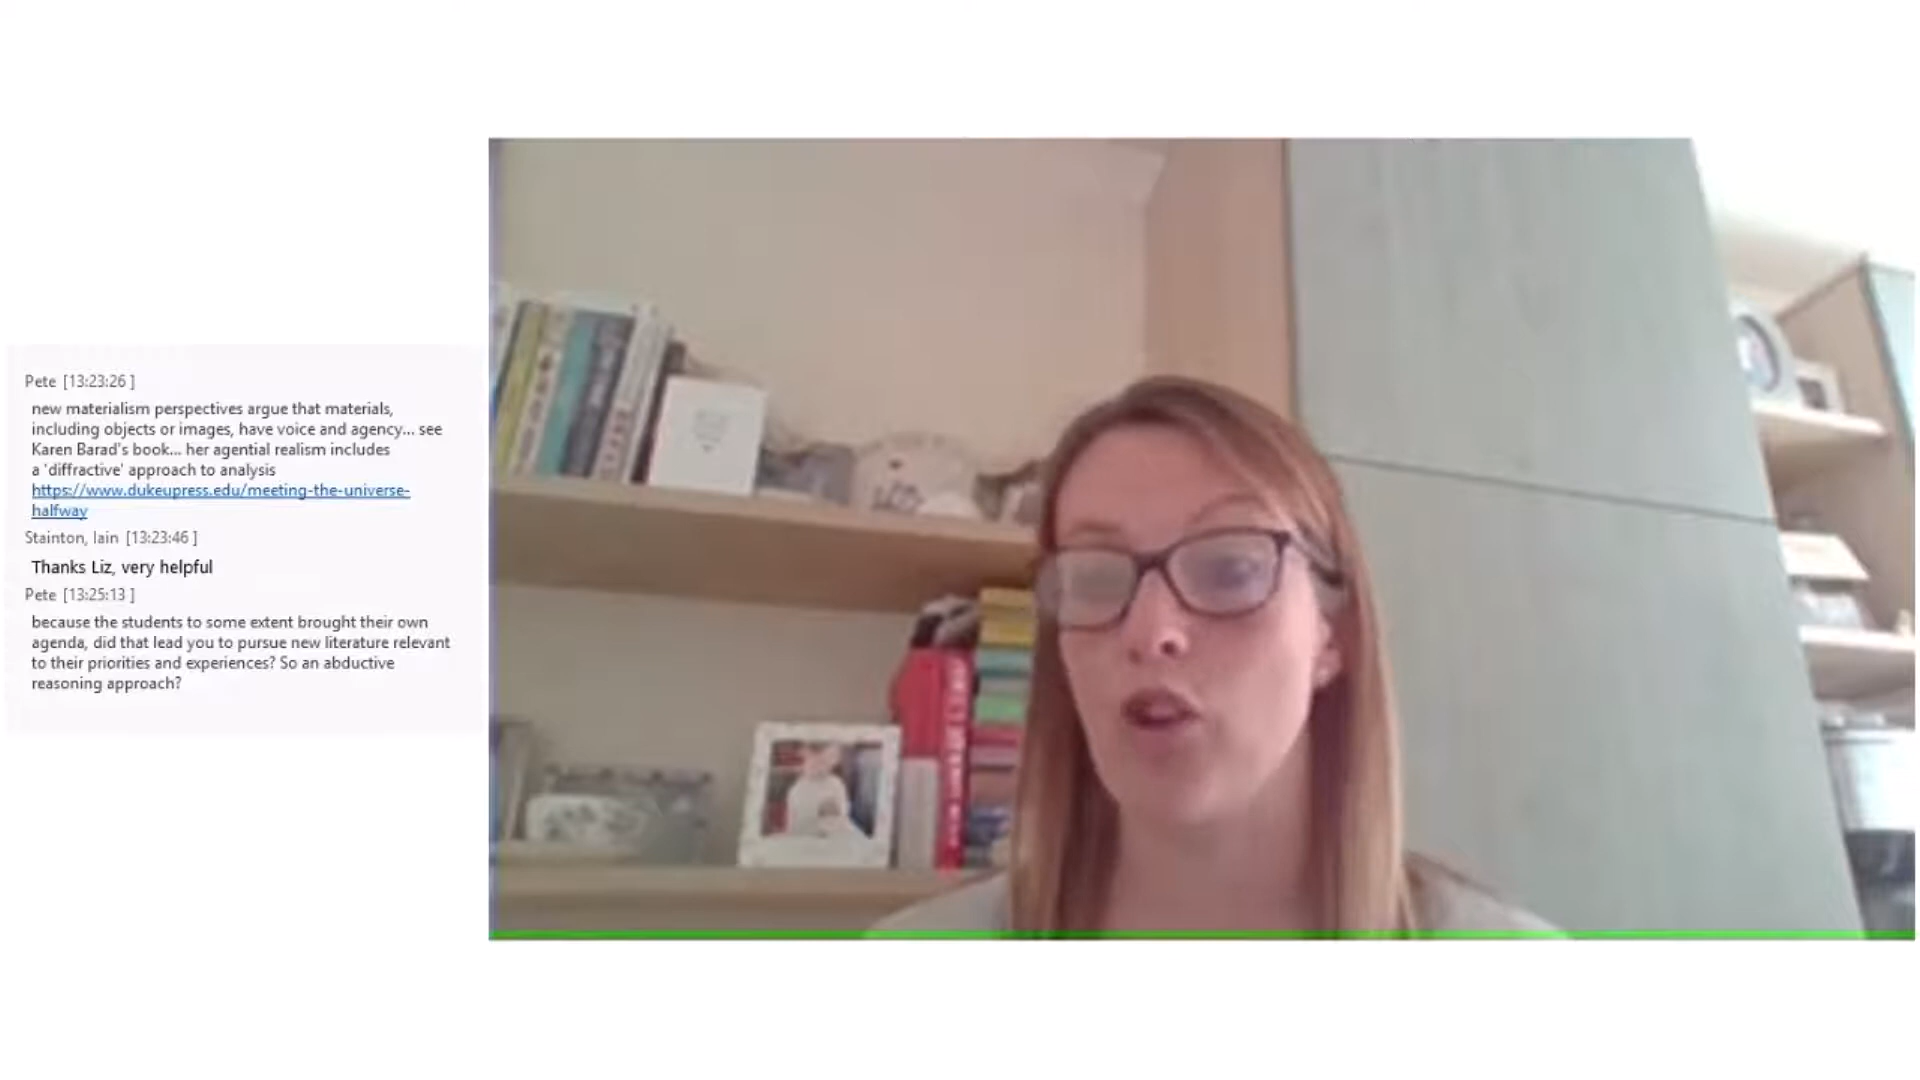 Pete [13:23:26 ]
new materialism perspectives argue that materials,
including objects or images, have voice and agency... see
Karen Barad's book... her agential realism includes
a 'diffractive' approach to analysis
https://www.dukeupress.edu/meeting-the-universe-
halfway
Stainton, Iain [13:23:46 ]
Thanks Liz, very helpful
Pete [13:25:13 ]
because the students to some extent brought their own
agenda, did that lead you to pursue new literature relevant
to their priorities and experiences? So an abductive
reasoning approach?